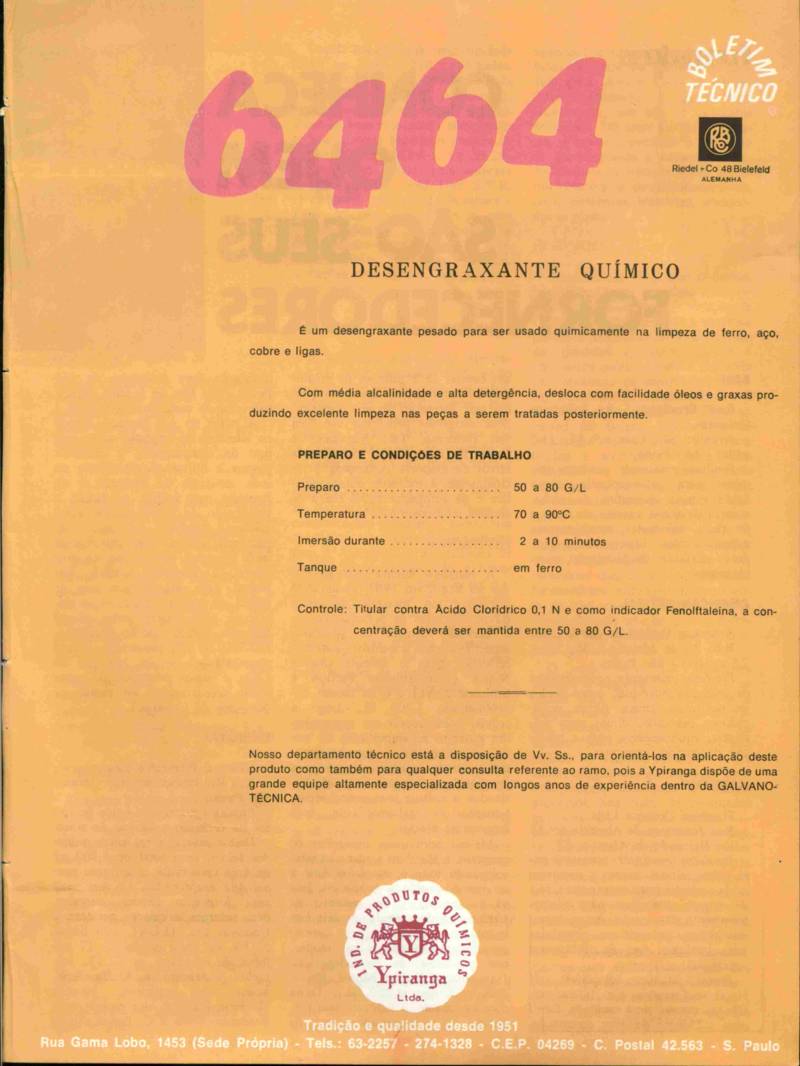 6464
BOLETIM
TÉCNICO
RBCo
Riedel + Co 48 Bielefeld
ALEMANHA
DESENGRAXANTE QUÍMICO
É um desengraxante pesado para ser usado quimicamente na limpeza de ferro, aço,
cobre e ligas.
Com média alcalinidade e alta detergência, desloca com facilidade óleos e graxas pro-
duzindo excelente limpeza nas peças a serem tratadas posteriormente.
PREPARO E CONDIÇÕES DE TRABALHO
Preparo ......................... 50 a 80 G/L
Temperatura ..................... 70 a 90ºC
Imersão durante .................. 2 a 10 minutos
Tanque ......................... em ferro
Controle: Titular contra Ácido Clorídrico 0,1 N e como indicador Fenolftaleina, a con-
centração deverá ser mantida entre 50 a 80 G/L.
Nosso departamento técnico está a disposição de Vv. Ss., para orientá-los na aplicação deste
produto como também para qualquer consulta referente ao ramo, pois a Ypiranga dispõe de uma
grande equipe altamente especializada com longos anos de experiência dentro da GALVANO-
TÉCNICA.
IND. DE PRODUTOS QUÍMICOS
Y
Ypiranga
Ltda.
Tradição e qualidade desde 1951
Rua Gama Lobo, 1453 (Sede Própria) - Tels.: 63-2257 - 274-1328 - C.E.P. 04269 - C. Postal 42.563 - S. Paulo